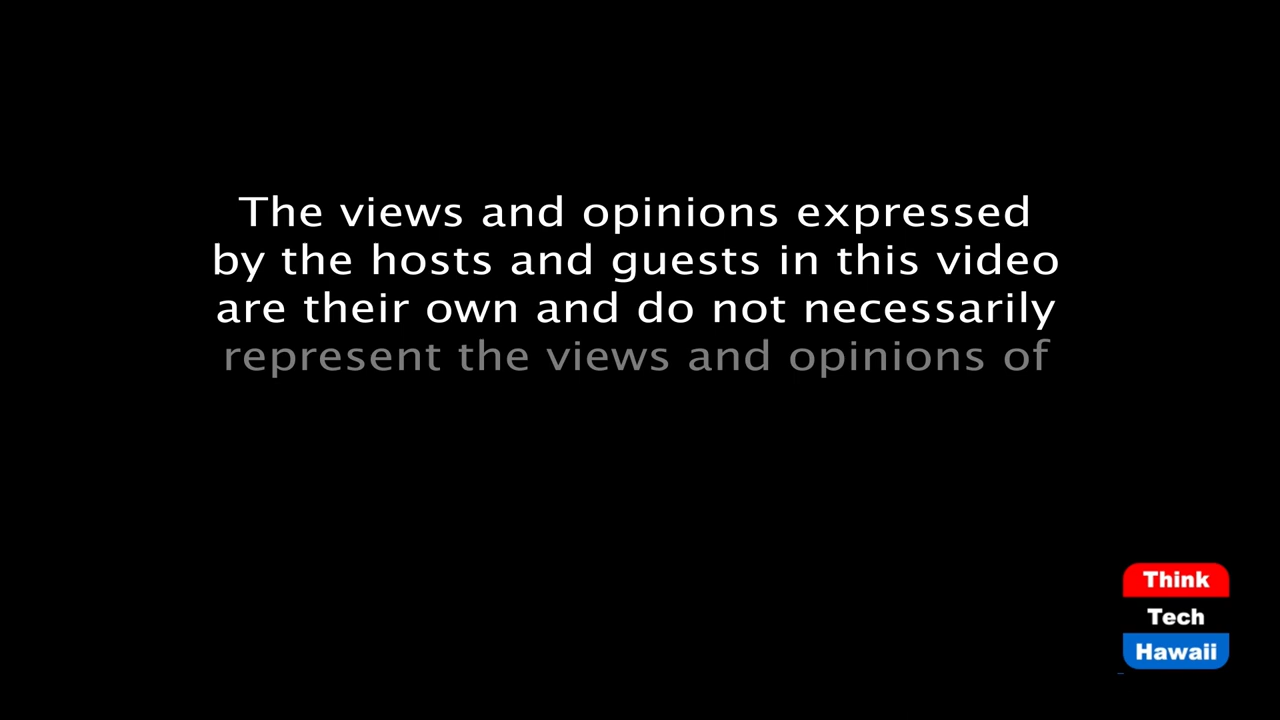 The views and opinions expressed
by the hosts and guests in this video
are their own and do not necessarily
represent the views and opinions of
Think
Tech
Hawaii